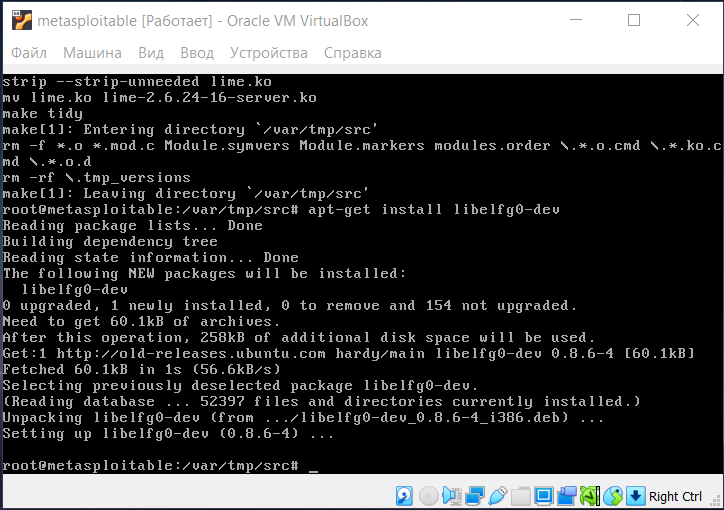 metasploitable [Работает] - Oracle VM VirtualBox
Файл Машина Вид Ввод Устройства Справка
strip --strip-unneeded lime.ko
mv lime.ko lime-2.6.24-16-server.ko
make tidy
make[1]: Entering directory `/var/tmp/src'
rm -f *.o *.mod.c Module.symvers Module.markers modules.order \.*.o.cmd \.*.ko.c
md \.*.o.d
rm -rf \.tmp_versions
make[1]: Leaving directory `/var/tmp/src'
root@metasploitable:/var/tmp/src# apt-get install libelfg0-dev
Reading package lists... Done
Building dependency tree
Reading state information... Done
The following NEW packages will be installed:
  libelfg0-dev
0 upgraded, 1 newly installed, 0 to remove and 154 not upgraded.
Need to get 60.1kB of archives.
After this operation, 258kB of additional disk space will be used.
Get:1 http://old-releases.ubuntu.com hardy/main libelfg0-dev 0.8.6-4 [60.1kB]
Fetched 60.1kB in 1s (56.6kB/s)
Selecting previously deselected package libelfg0-dev.
(Reading database ... 52397 files and directories currently installed.)
Unpacking libelfg0-dev (from .../libelfg0-dev_0.8.6-4_i386.deb) ...
Setting up libelfg0-dev (0.8.6-4) ...
root@metasploitable:/var/tmp/src# _
Right Ctrl